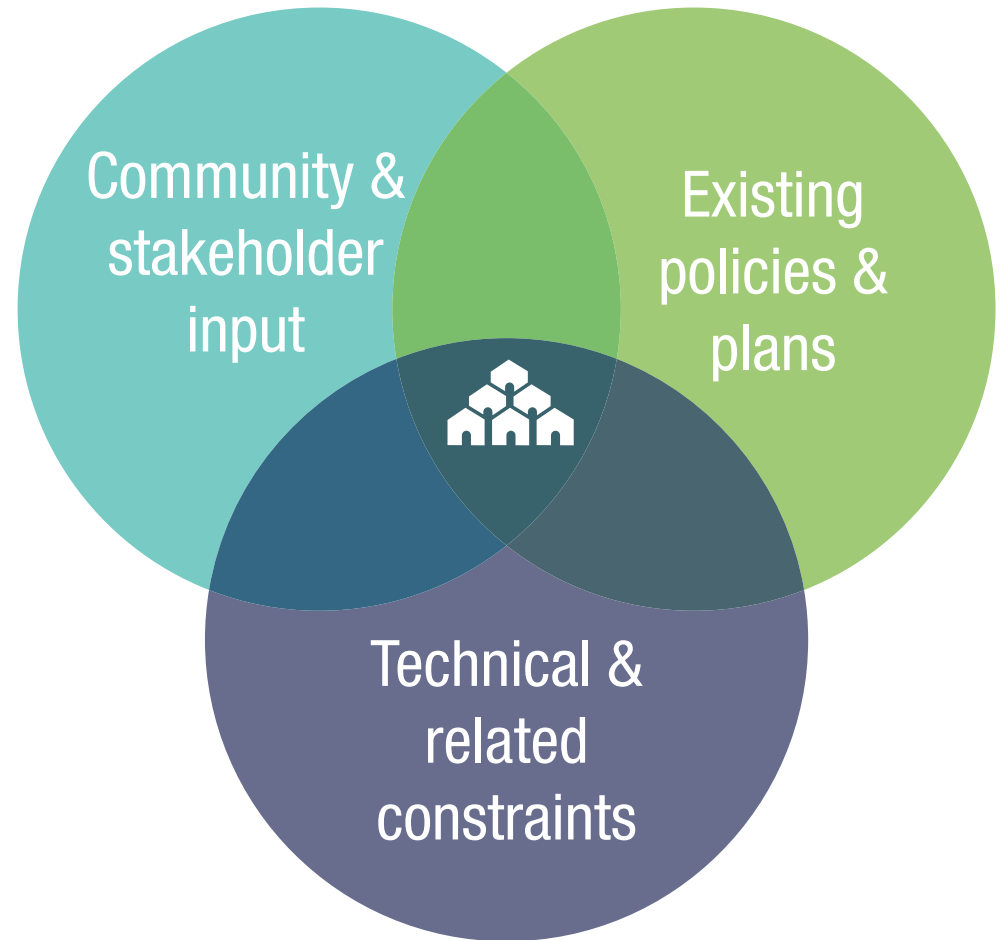 Community &
stakeholder
input
Existing
policies &
plans
Technical &
related
constraints